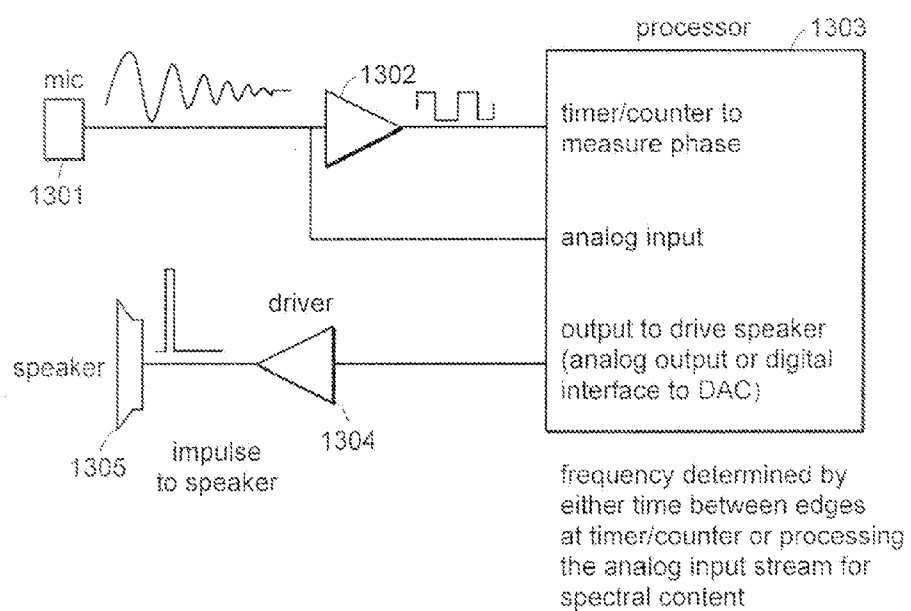 processor
1303
mic
1302
timer/counter to
measure phase
1301
analog input
driver
output to drive speaker
(analog output or digital
interface to DAC)
speaker
1304
1305
impulse
to speaker
frequency determined by
either time between edges
at timer/counter or processing
the analog input stream for
spectral content